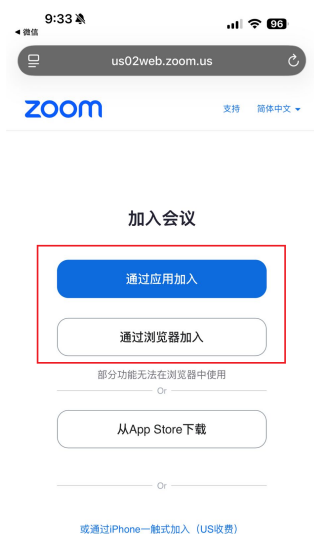 9:33
96
微信
us02web.zoom.us
zoom
支持 简体中文
加入会议
通过应用加入
通过浏览器加入
部分功能无法在浏览器中使用
Or
从App Store下载
Or
或通过iPhone一触式加入（US收费）